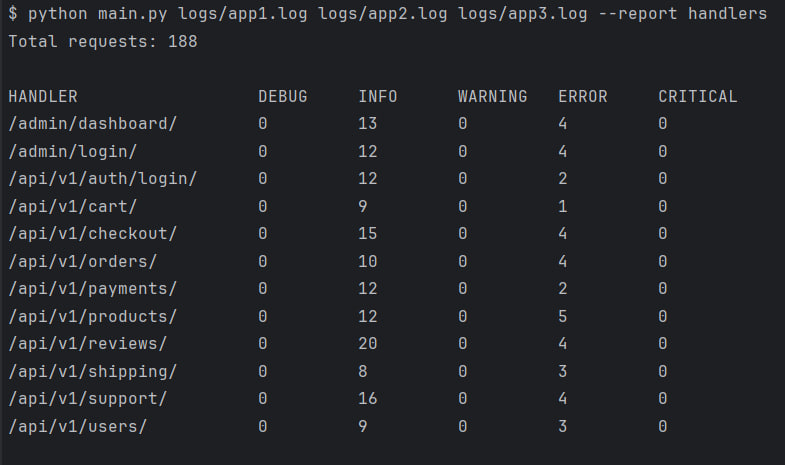 $ python main.py logs/app1.log logs/app2.log logs/app3.log --report handlers
Total requests: 188
HANDLER DEBUG INFO WARNING ERROR CRITICAL
/admin/dashboard/ 0 13 0 4 0
/admin/login/ 0 12 0 4 0
/api/v1/auth/login/ 0 12 0 2 0
/api/v1/cart/ 0 9 0 1 0
/api/v1/checkout/ 0 15 0 4 0
/api/v1/orders/ 0 10 0 4 0
/api/v1/payments/ 0 12 0 2 0
/api/v1/products/ 0 12 0 5 0
/api/v1/reviews/ 0 20 0 4 0
/api/v1/shipping/ 0 8 0 3 0
/api/v1/support/ 0 16 0 4 0
/api/v1/users/ 0 9 0 3 0